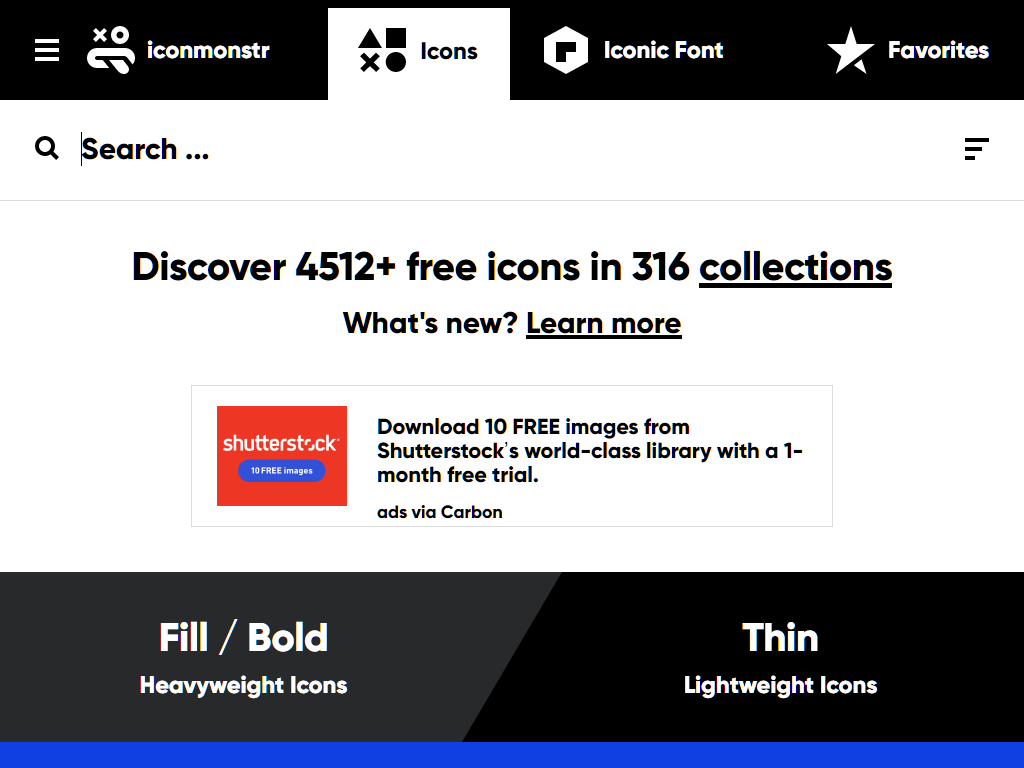 iconmonstr
Icons
Iconic Font
Favorites
Search ...
Discover 4512+ free icons in 316 collections
What's new? Learn more
shutterstock
10 FREE images
Download 10 FREE images from
Shutterstock’s world-class library with a 1-
month free trial.
ads via Carbon
Fill / Bold
Heavyweight Icons
Thin
Lightweight Icons